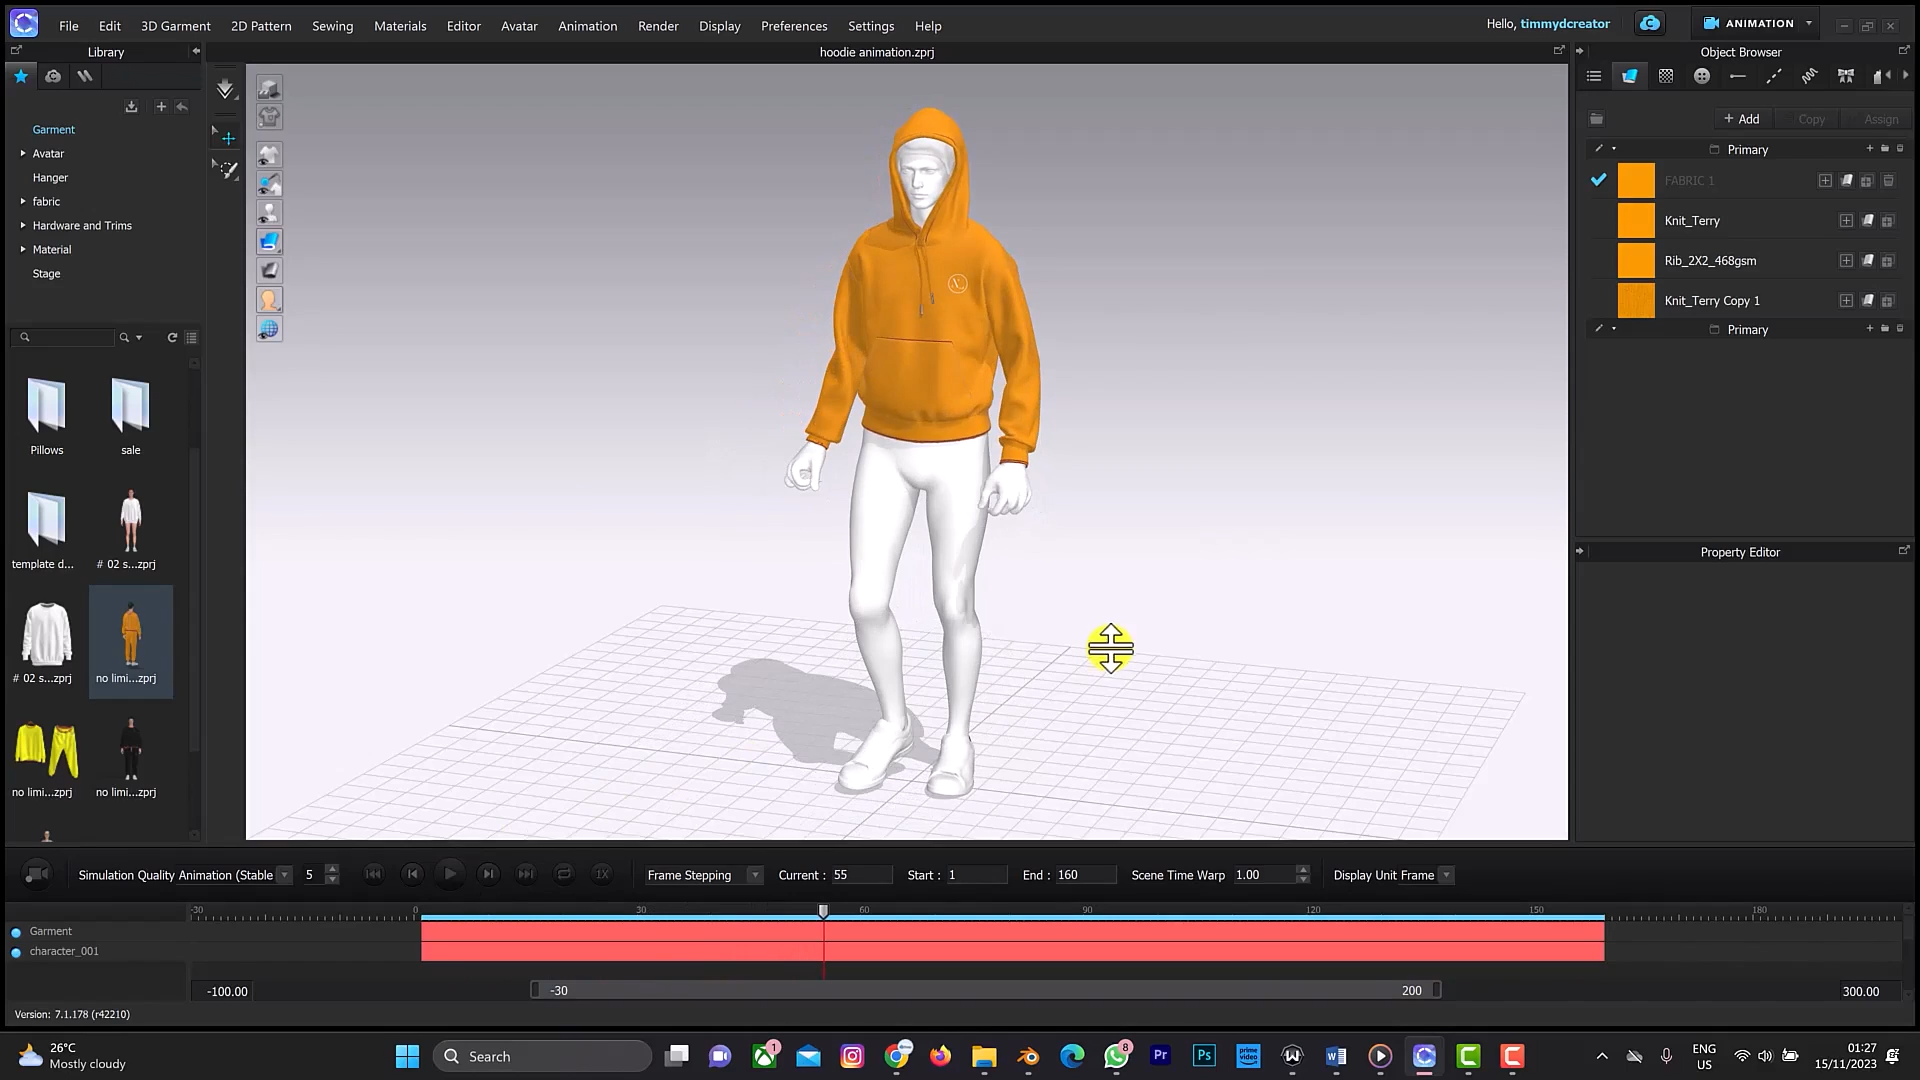 File Edit 3D Garment 2D Pattern Sewing Materials Editor Avatar Animation Render Display Preferences Settings Help
Hello, timmydcreator
ANIMATION
Library
hoodie animation.zprj
Object Browser
Garment
Avatar
Hanger
fabric
Hardware and Trims
Material
Stage
+ Add Copy Assign
Primary
FABRIC 1
Knit_Terry
Rib_2X2_468gsm
Knit_Terry Copy 1
Primary
Pillows sale
template d... # 02 s...zprj
# 02 s...zprj no limi...zprj
no limi...zprj no limi...zprj
Property Editor
Simulation Quality Animation (Stable 5 1X Frame Stepping Current : 55 Start : 1 End : 160 Scene Time Warp 1.00 Display Unit Frame
-30 0 30 60 90 120 150 180
Garment
character_001
-100.00 -30 200 300.00
Version: 7.1.178 (r42210)
26°C
Mostly cloudy
Search
1
8
Pr
Ps
prime video
ENG
US
01:27
15/11/2023